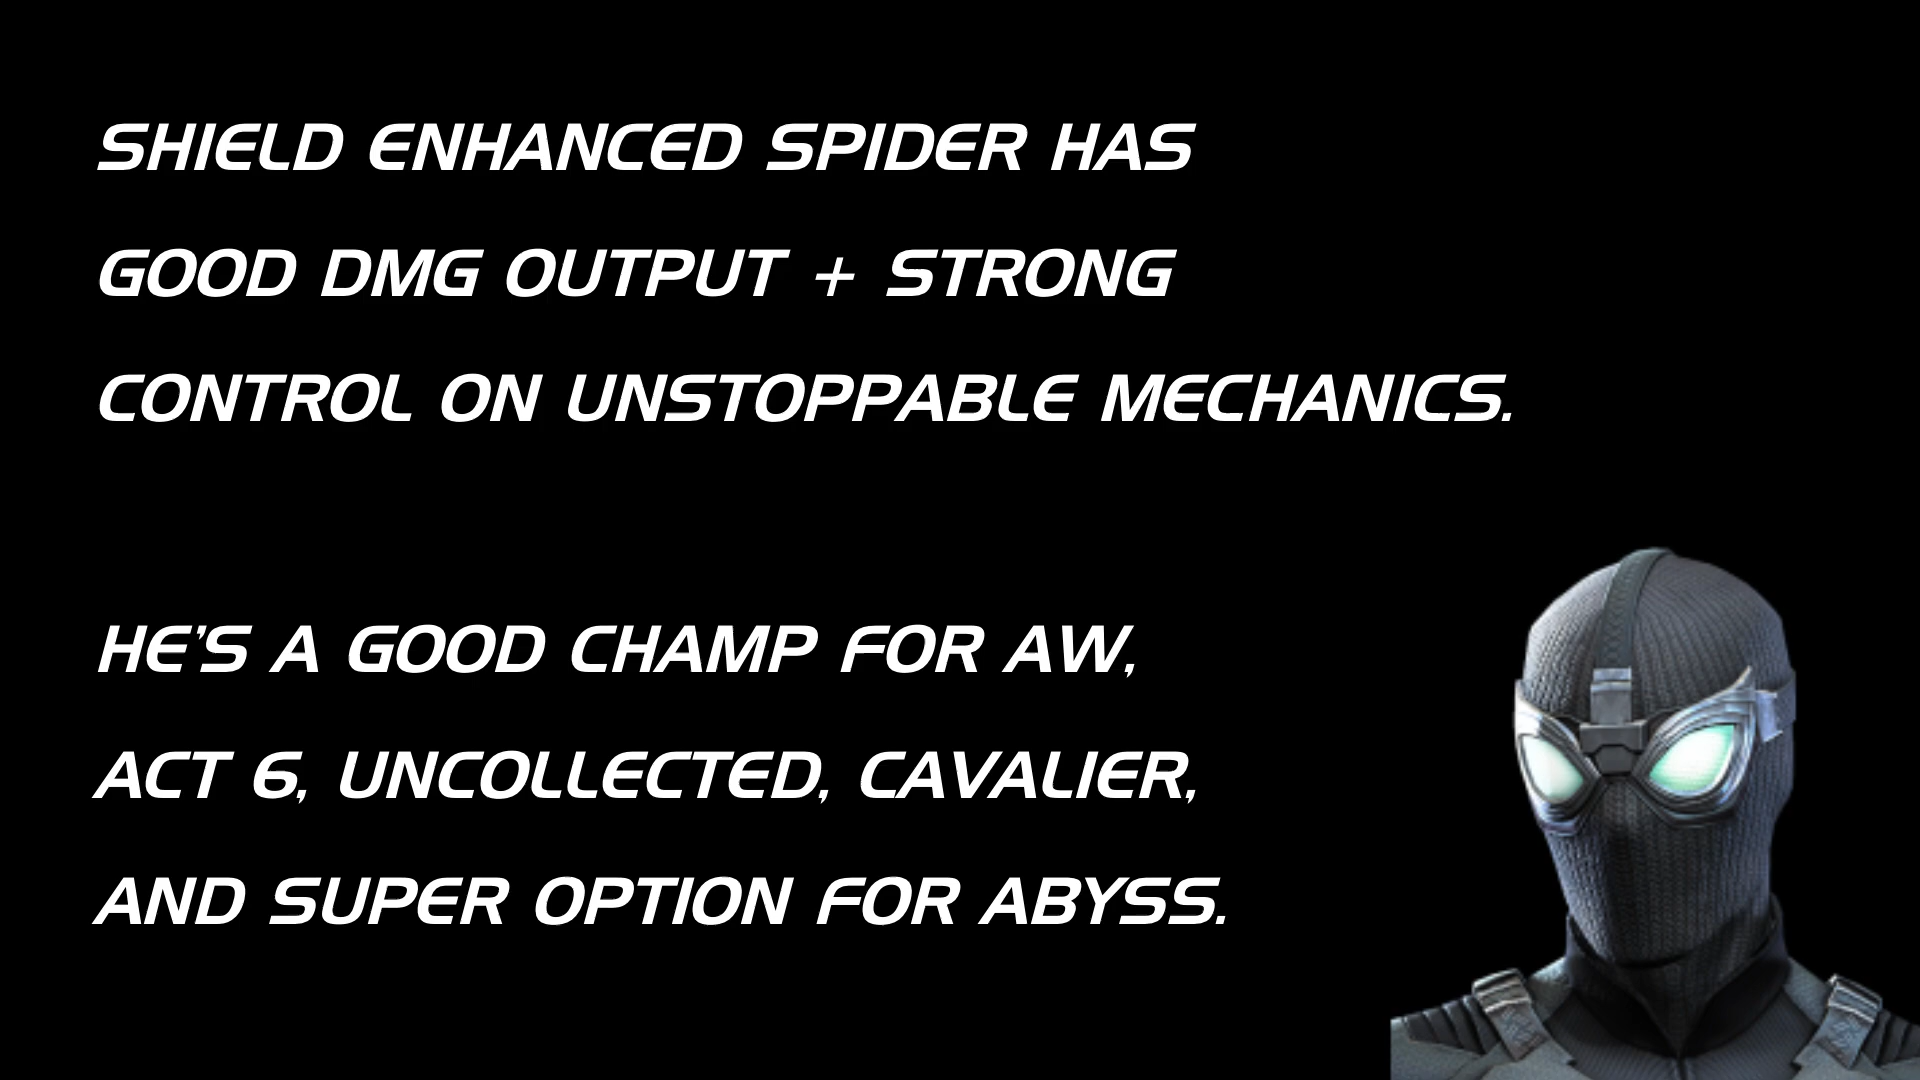 SHIELD ENHANCED SPIDER HAS
GOOD DMG OUTPUT + STRONG
CONTROL ON UNSTOPPABLE MECHANICS.
HE'S A GOOD CHAMP FOR AW,
ACT 6, UNCOLLECTED, CAVALIER,
AND SUPER OPTION FOR ABYSS.